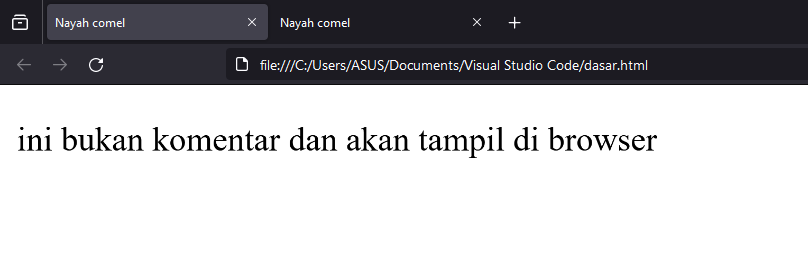 Nayah comel
Nayah comel
file:///C:/Users/ASUS/Documents/Visual Studio Code/dasar.html
ini bukan komentar dan akan tampil di browser